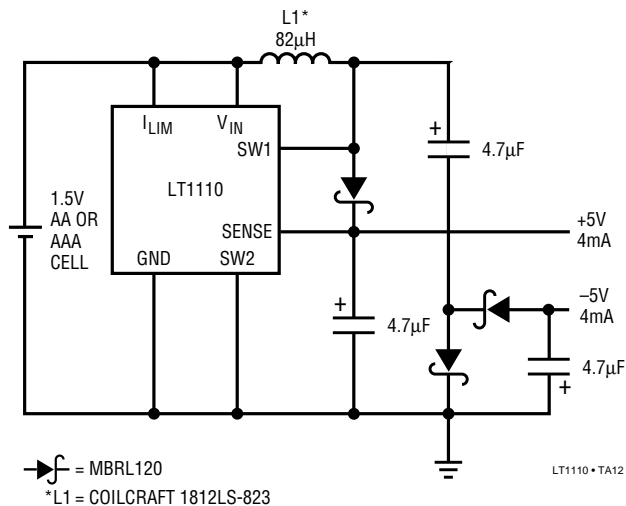 L1*
82µH
I_LIM
V_IN
SW1
+
4.7µF
LT1110
1.5V
AA OR
AAA
CELL
SENSE
+5V
4mA
GND
SW2
+
4.7µF
–5V
4mA
4.7µF
+
= MBRL120
*L1 = COILCRAFT 1812LS-823
LT1110 • TA12